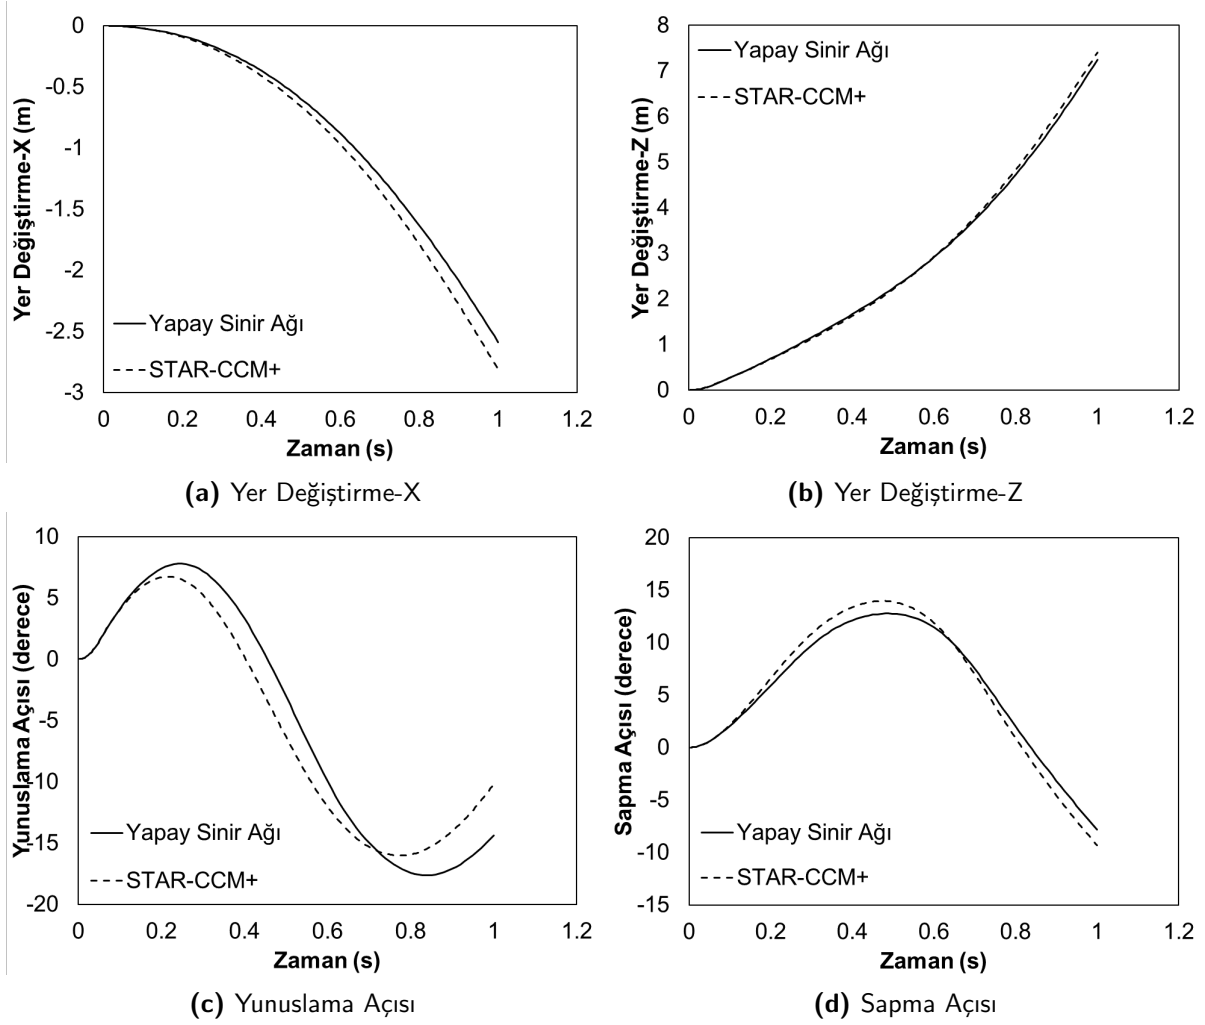 0
-0.5
-1
-1.5
-2
-2.5
-3
Yer Değiştirme-X (m)
Yapay Sinir Ağı
STAR-CCM+
0 0.2 0.4 0.6 0.8 1 1.2
Zaman (s)
(a) Yer Değiştirme-X
8
7
6
5
4
3
2
1
0
Yer Değiştirme-Z (m)
Yapay Sinir Ağı
STAR-CCM+
0 0.2 0.4 0.6 0.8 1 1.2
Zaman (s)
(b) Yer Değiştirme-Z
10
5
0
-5
-10
-15
-20
Yunuslama Açısı (derece)
Yapay Sinir Ağı
STAR-CCM+
0 0.2 0.4 0.6 0.8 1 1.2
Zaman (s)
(c) Yunuslama Açısı
20
15
10
5
0
-5
-10
-15
Sapma Açısı (derece)
Yapay Sinir Ağı
STAR-CCM+
0 0.2 0.4 0.6 0.8 1 1.2
Zaman (s)
(d) Sapma Açısı